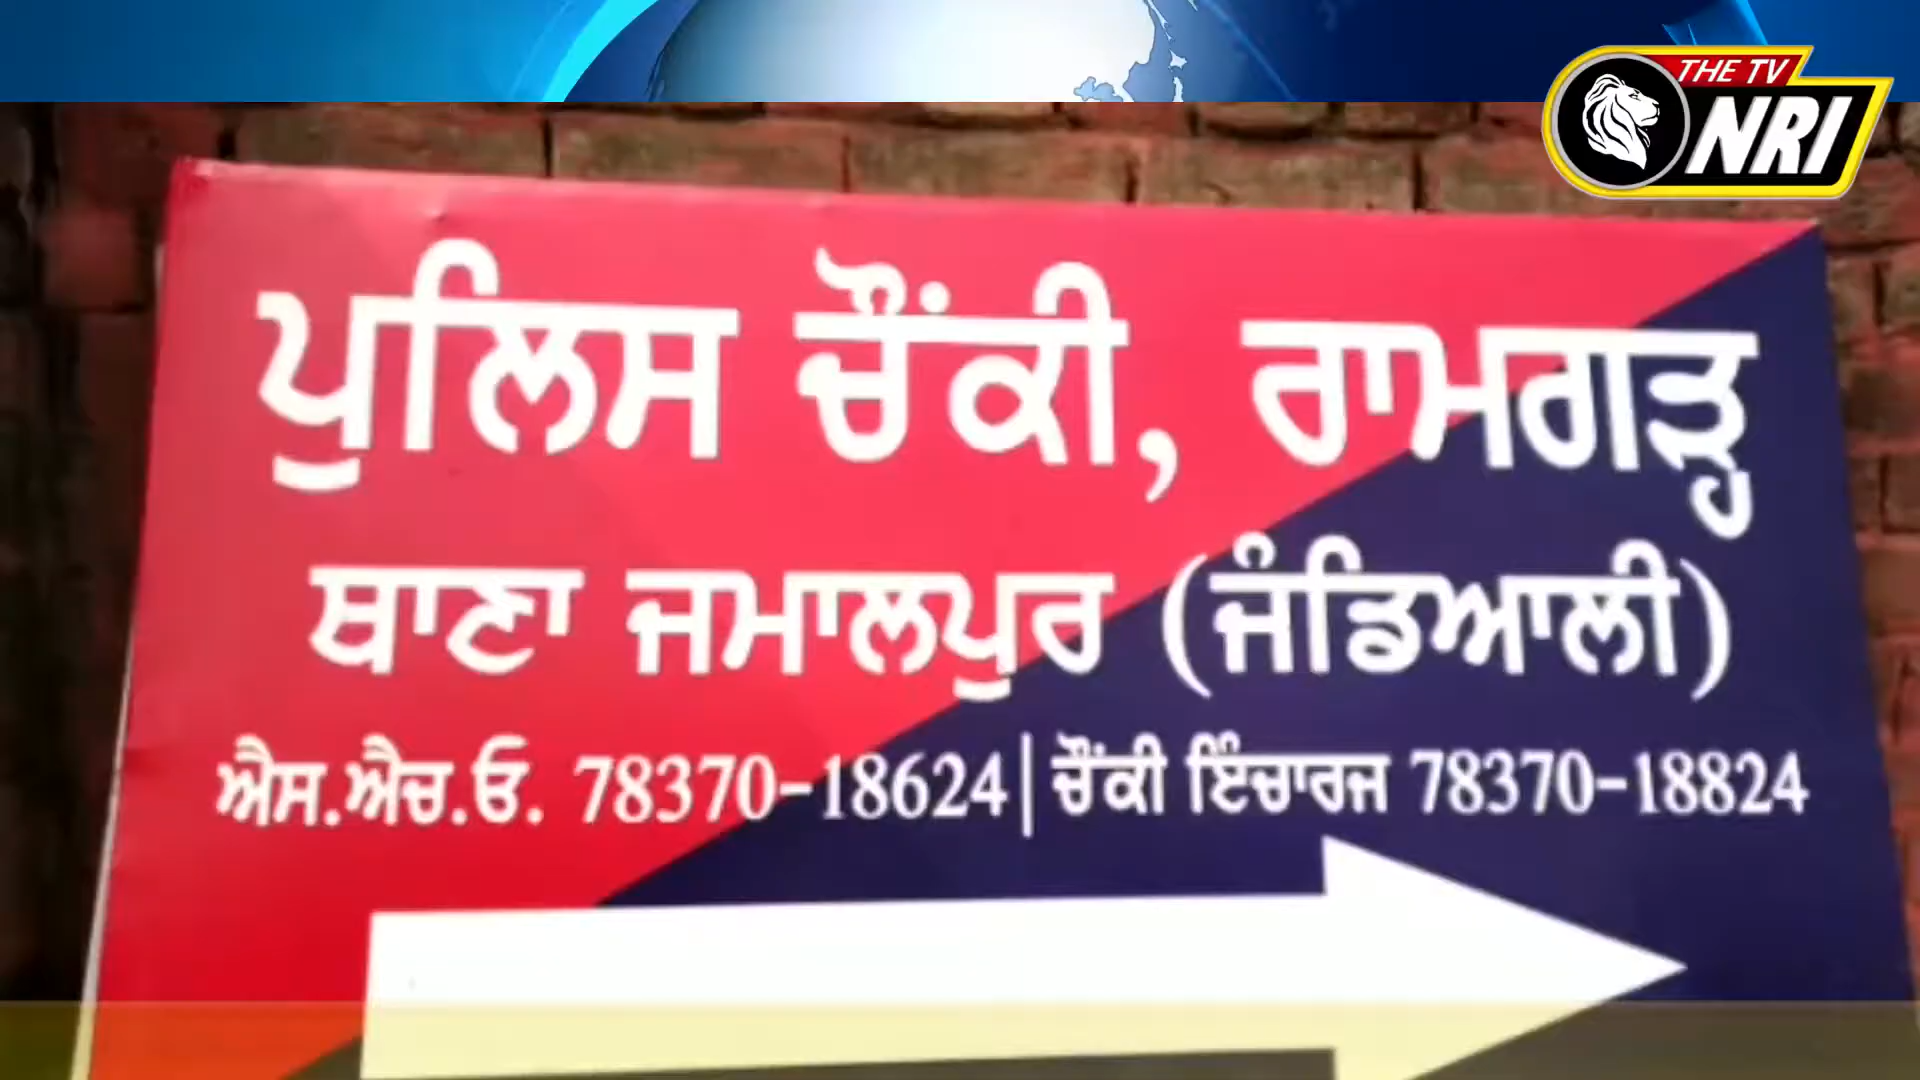 THE TV
NRI
ਪੁਲਿਸ ਚੌਂਕੀ, ਰਾਮਗੜ੍ਹ
ਥਾਣਾ ਜਮਾਲਪੁਰ (ਜੰਡਿਆਲੀ)
ਐਸ.ਐਚ.ਓ. 78370-18624|ਚੌਂਕੀ ਇੰਚਾਰਜ 78370-18824